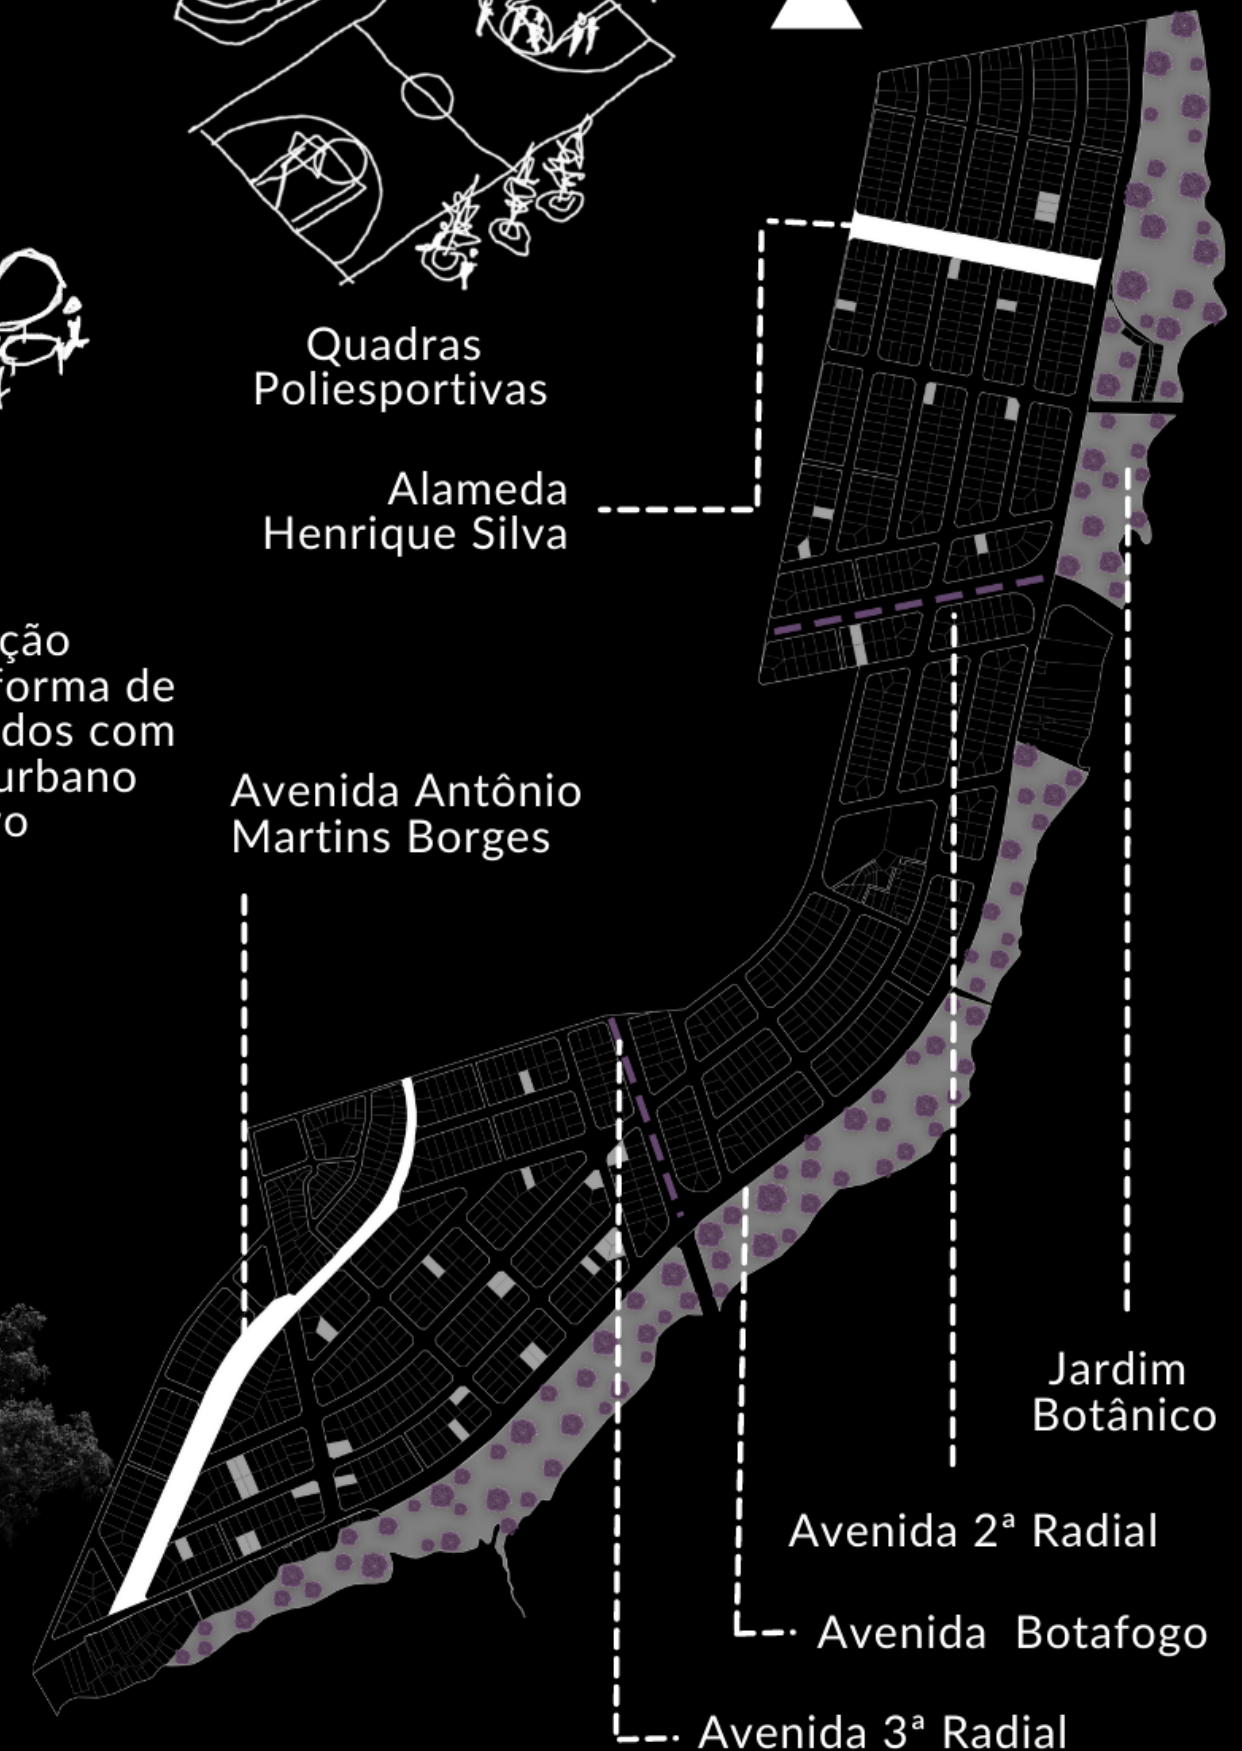 Quadras
Poliesportivas
Alameda
Henrique Silva
ção
forma de
dos com
urbano
o
Avenida Antônio
Martins Borges
Jardim
Botânico
Avenida 2ª Radial
Avenida Botafogo
Avenida 3ª Radial